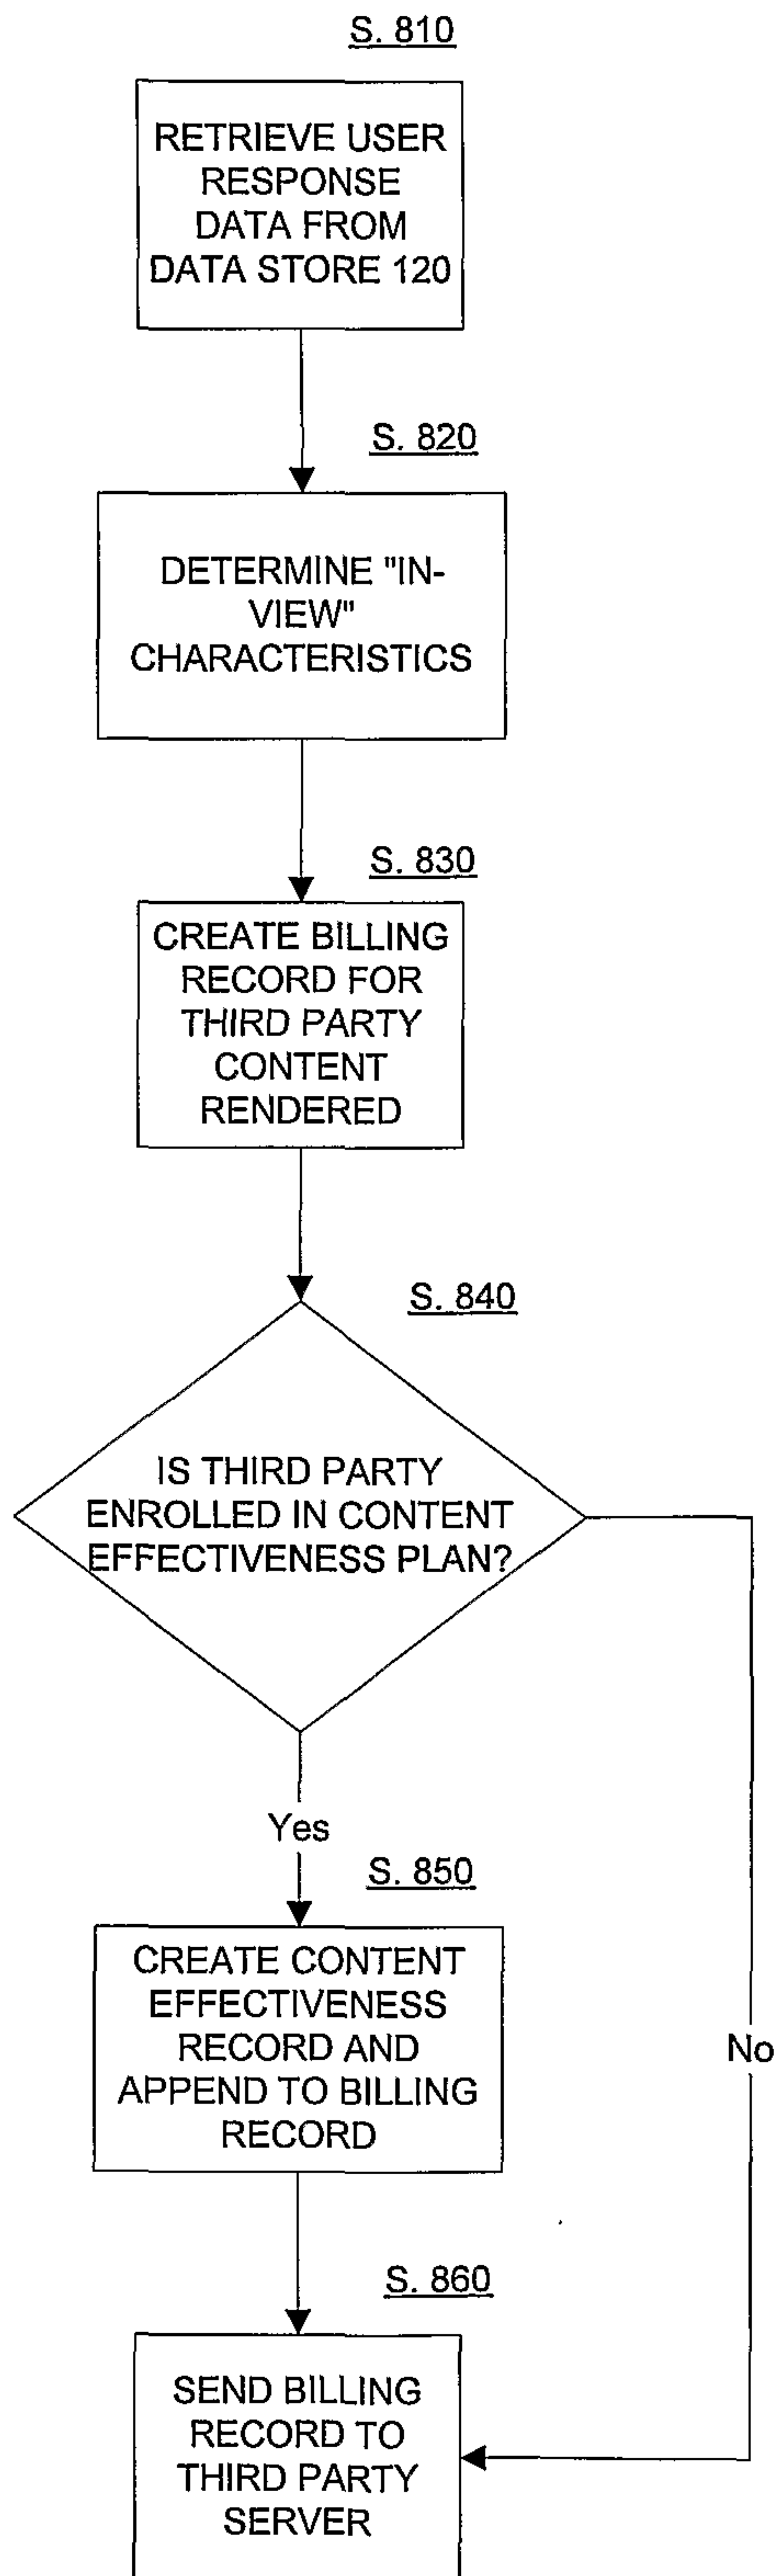 S. 810
RETRIEVE USER
RESPONSE
DATA FROM
DATA STORE 120
S. 820
DETERMINE "IN-
VIEW"
CHARACTERISTICS
S. 830
CREATE BILLING
RECORD FOR
THIRD PARTY
CONTENT
RENDERED
S. 840
IS THIRD PARTY
ENROLLED IN CONTENT
EFFECTIVENESS PLAN?
Yes
S. 850
CREATE CONTENT
EFFECTIVENESS
RECORD AND
APPEND TO BILLING
RECORD
No
S. 860
SEND BILLING
RECORD TO
THIRD PARTY
SERVER